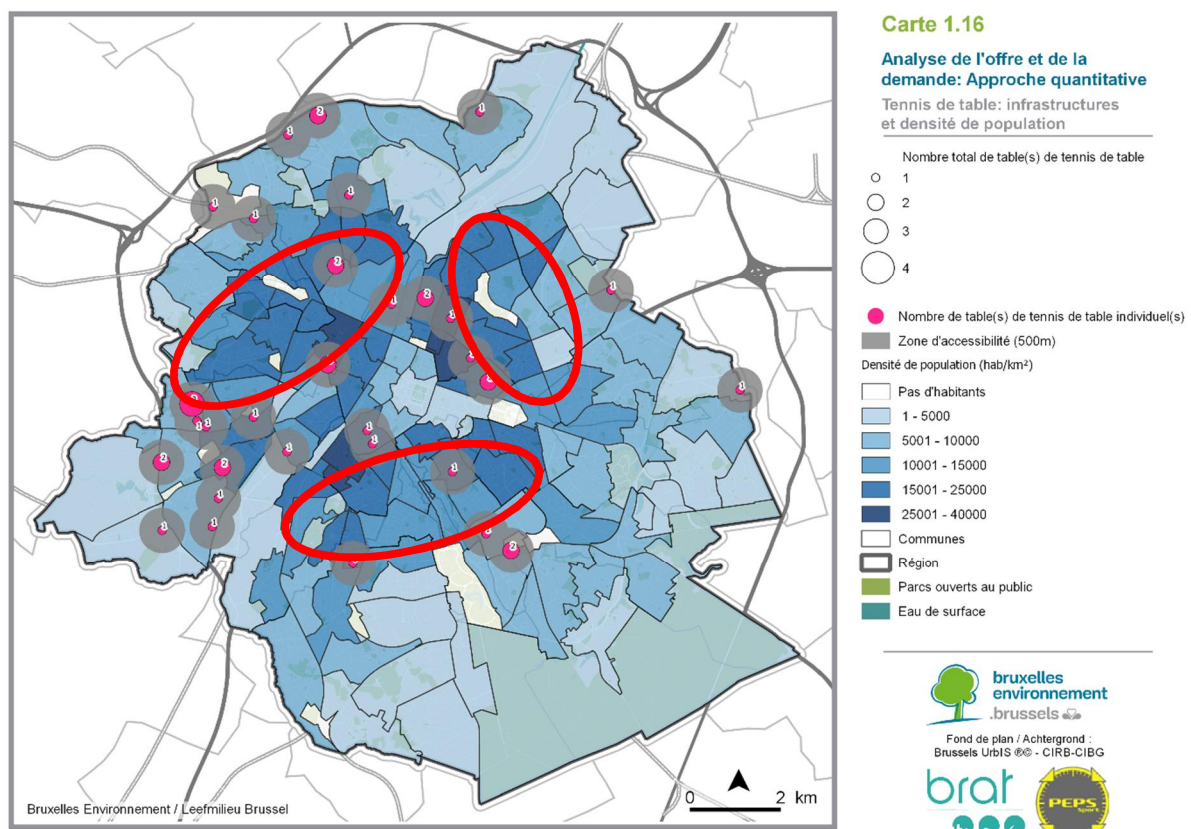 Carte 1.16
Analyse de l'offre et de la
demande: Approche quantitative
Tennis de table: infrastructures
et densité de population
Nombre total de table(s) de tennis de table
1
2
3
4
Nombre de table(s) de tennis de table individuel(s)
Zone d'accessibilité (500m)
Densité de population (hab/km²)
Pas d'habitants
1 - 5000
5001 - 10000
10001 - 15000
15001 - 25000
25001 - 40000
Communes
Région
Parcs ouverts au public
Eau de surface
bruxelles
environnement
.brussels
Fond de plan / Achtergrond :
Brussels UrbIS ®© - CIRB-CIBG
brat
PEPS
Sport
Bruxelles Environnement / Leefmilieu Brussel
0 2 km